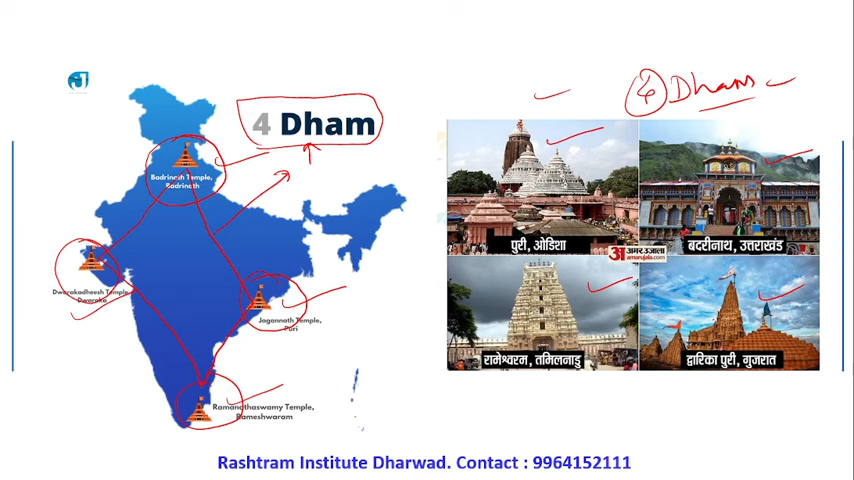 4 Dham
4 Dham
Badrinath Temple,
Badrinath
Dwarakadheesh Temple,
Dwaraka
Jagannath Temple,
Puri
Ramanathaswamy Temple,
Rameshwaram
पुरी, ओडिशा
अमर उजाला
amarujala.com
बदरीनाथ, उत्तराखंड
रामेश्वरम, तमिलनाडु
द्वारिका पुरी, गुजरात
Rashtram Institute Dharwad. Contact : 9964152111